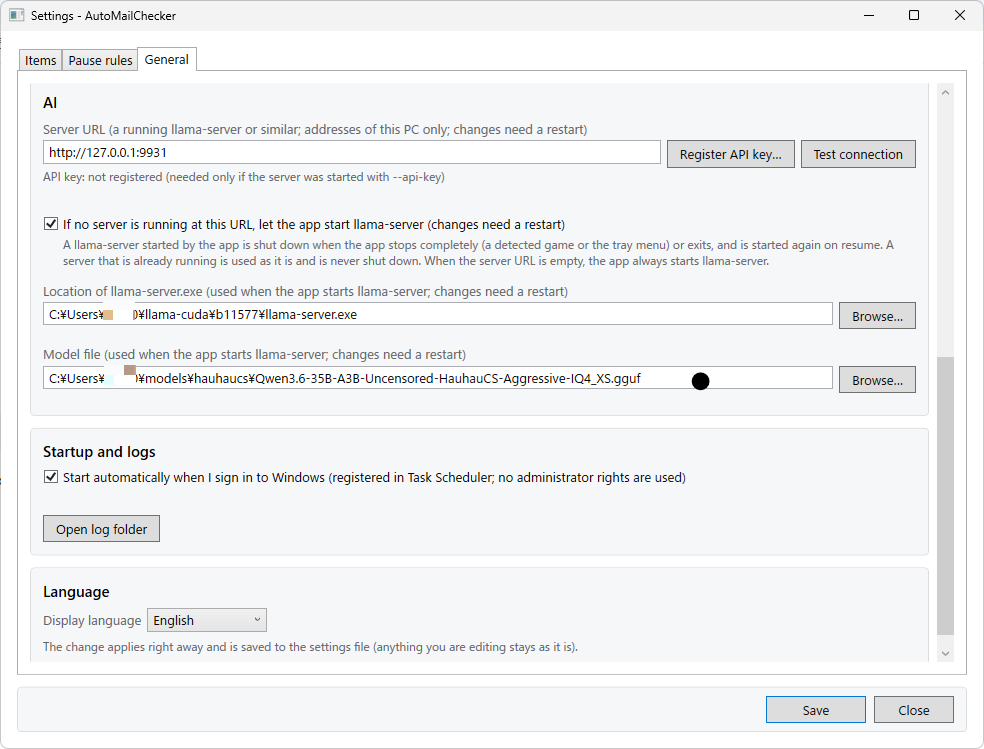 Settings - AutoMailChecker
Items
Pause rules
General
AI
Server URL (a running llama-server or similar; addresses of this PC only; changes need a restart)
http://127.0.0.1:9931
Register API key...
Test connection
API key: not registered (needed only if the server was started with --api-key)
If no server is running at this URL, let the app start llama-server (changes need a restart)
A llama-server started by the app is shut down when the app stops completely (a detected game or the tray menu) or exits, and is started again on resume. A
server that is already running is used as it is and is never shut down. When the server URL is empty, the app always starts llama-server.
Location of llama-server.exe (used when the app starts llama-server; changes need a restart)
C:¥Users¥ ¥llama-cuda¥b11577¥llama-server.exe
Browse...
Model file (used when the app starts llama-server; changes need a restart)
C:¥Users¥ ¥models¥hauhaucs¥Qwen3.6-35B-A3B-Uncensored-HauhauCS-Aggressive-IQ4_XS.gguf
Browse...
Startup and logs
Start automatically when I sign in to Windows (registered in Task Scheduler; no administrator rights are used)
Open log folder
Language
Display language
English
The change applies right away and is saved to the settings file (anything you are editing stays as it is).
Save
Close